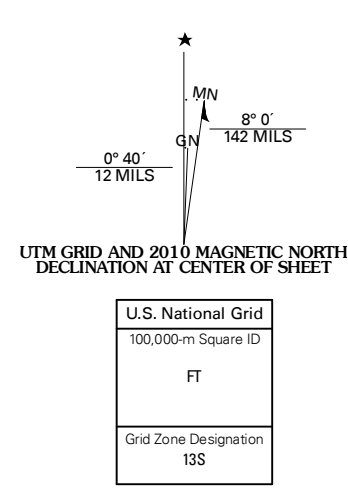 ★
MN
8° 0´
142 MILS
GN
0° 40´
12 MILS
UTM GRID AND 2010 MAGNETIC NORTH
DECLINATION AT CENTER OF SHEET
U.S. National Grid
100,000-m Square ID
FT
Grid Zone Designation
13S